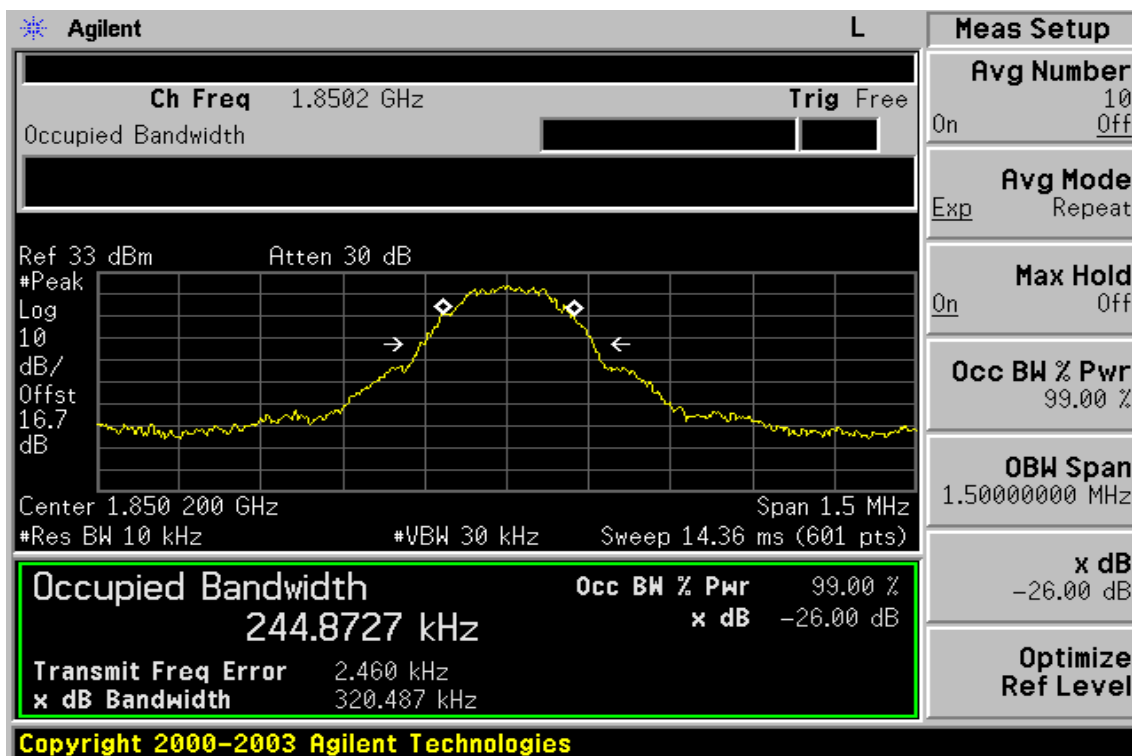 Agilent L
Meas Setup
Ch Freq 1.8502 GHz Trig Free
Occupied Bandwidth
Ref 33 dBm Atten 30 dB
#Peak
Log
10
dB/
Offst
16.7
dB
Center 1.850 200 GHz Span 1.5 MHz
#Res BW 10 kHz #VBW 30 kHz Sweep 14.36 ms (601 pts)
Occupied Bandwidth
244.8727 kHz
Occ BW % Pwr 99.00 %
x dB -26.00 dB
Transmit Freq Error 2.460 kHz
x dB Bandwidth 320.487 kHz
Avg Number
10
On Off
Avg Mode
Exp Repeat
Max Hold
On Off
Occ BW % Pwr
99.00 %
OBW Span
1.50000000 MHz
x dB
-26.00 dB
Optimize
Ref Level
Copyright 2000-2003 Agilent Technologies